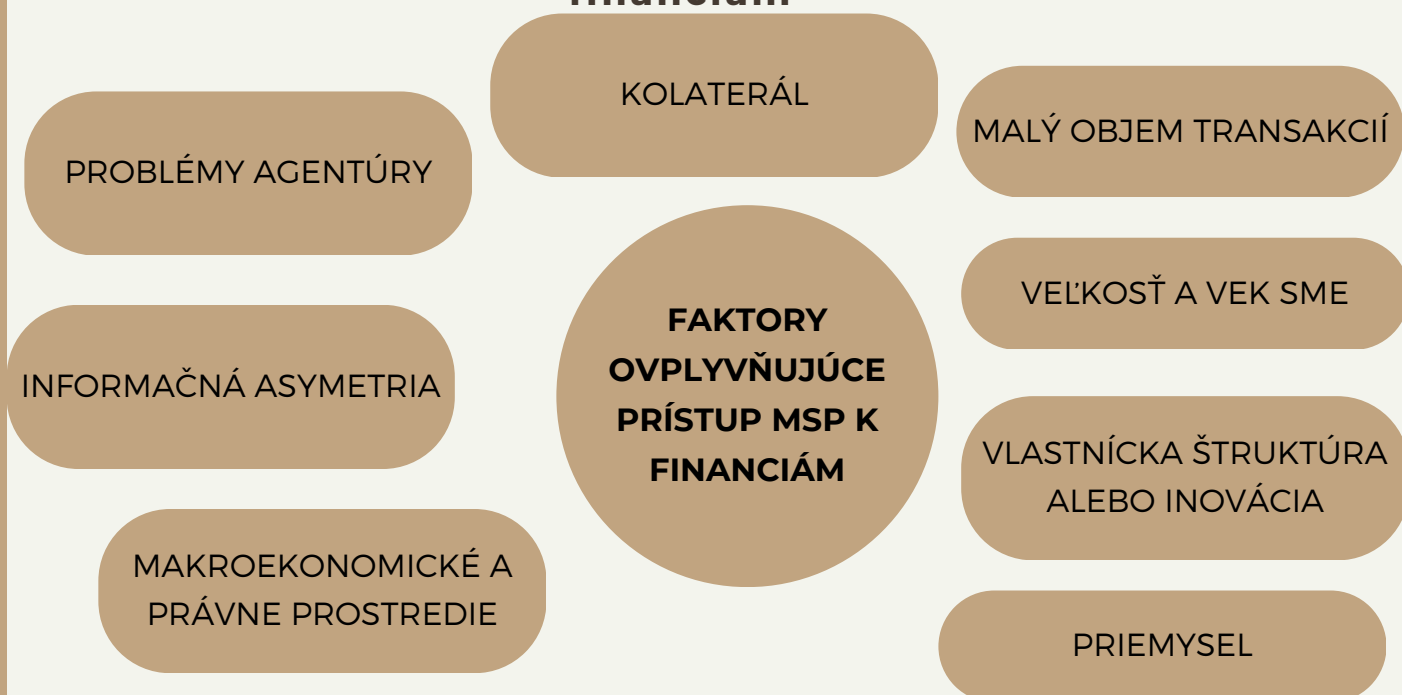 KOLATERÁL
MALÝ OBJEM TRANSAKCIÍ
PROBLÉMY AGENTÚRY
VEĽKOSŤ A VEK SME
FAKTORY
OVPLYVŇUJÚCE
PRÍSTUP MSP K
FINANCIÁM
INFORMAČNÁ ASYMETRIA
VLASTNÍCKA ŠTRUKTÚRA
ALEBO INOVÁCIA
MAKROEKONOMICKÉ A
PRÁVNE PROSTREDIE
PRIEMYSEL